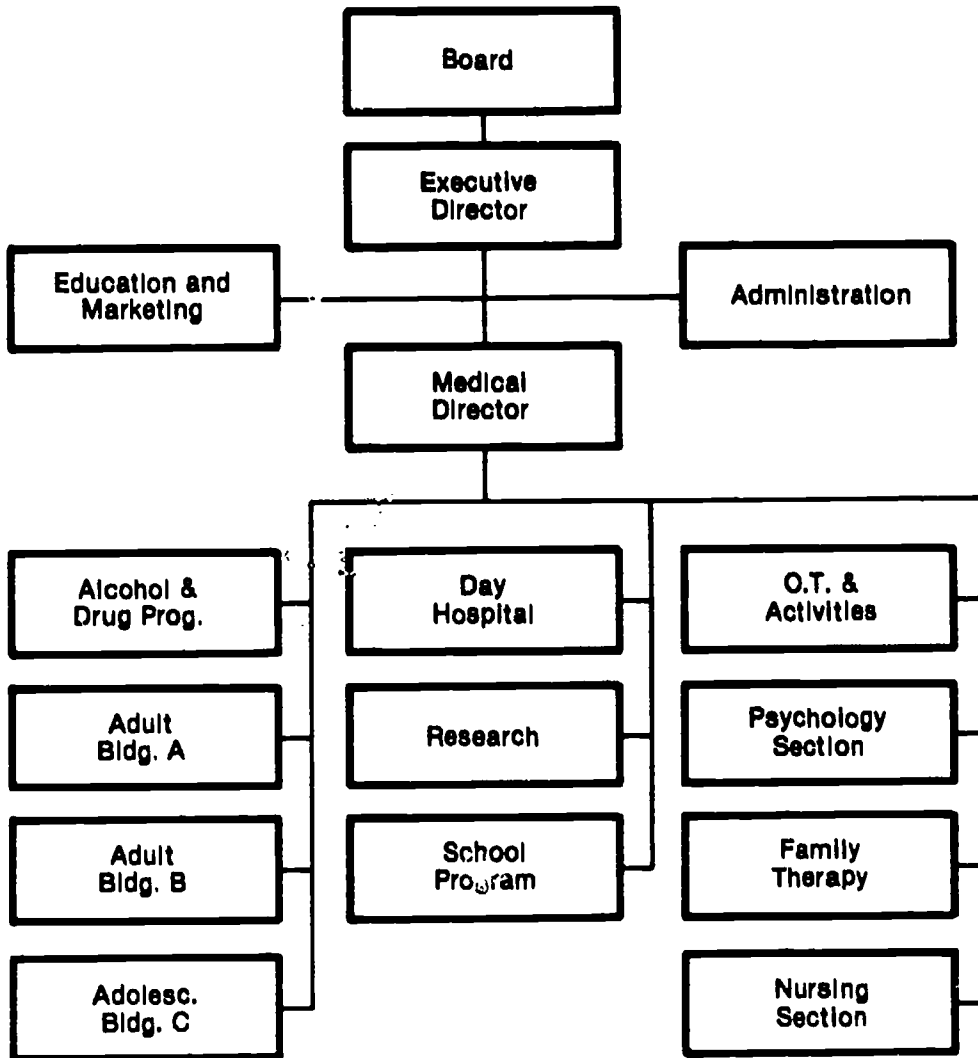 Board
Executive
Director
Education and
Marketing
Administration
Medical
Director
Alcohol &
Drug Prog.
Day
Hospital
O.T. &
Activities
Adult
Bldg. A
Research
Psychology
Section
Adult
Bldg. B
School
Program
Family
Therapy
Adolesc.
Bldg. C
Nursing
Section